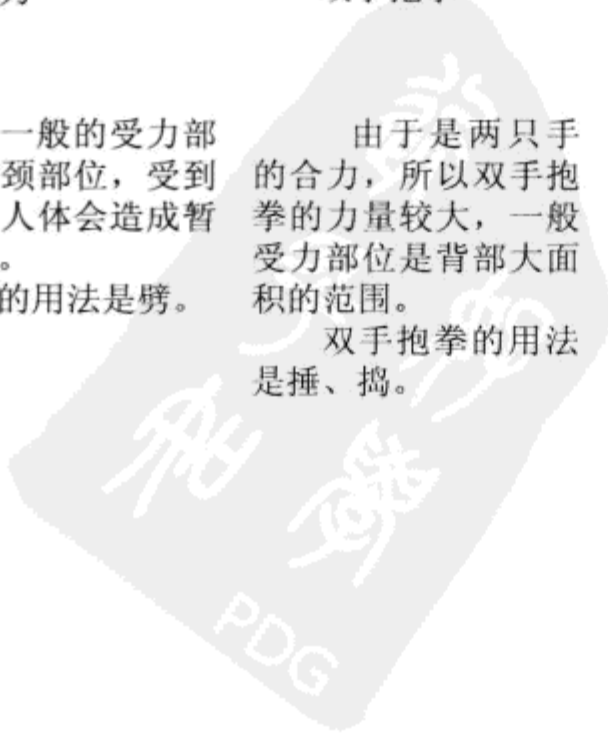 一般的受力部
颈部位，受到
人体会造成暂
。
的用法是劈。
由于是两只手
的合力，所以双手抱
拳的力量较大，一般
受力部位是背部大面
积的范围。
双手抱拳的用法
是捶、捣。
PDG